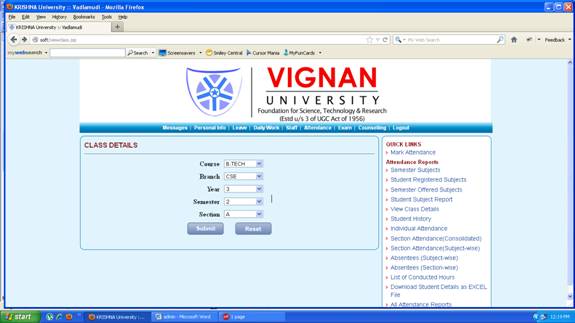 KRISHNA University :: Vadlamudi - Mozilla Firefox
File Edit View History Bookmarks Tools Help
KRISHNA University :: Vadlamudi
Feedback
mywebsearch Search Screensavers Smiley Central Cursor Mania MyFunCards
My Web Search
VIGNAN
UNIVERSITY
Foundation for Science, Technology & Research
(Estd u/s 3 of UGC Act of 1956)
Messages | Personal Info | Leave | Daily Work | Staff | Attendance | Exam | Counselling | Logout
CLASS DETAILS
Course B.TECH
Branch CSE
Year 3
Semester 2
Section A
Submit Reset
QUICK LINKS
Mark Attendance
Attendance Reports
Semester Subjects
Student Registered Subjects
Semester Offered Subjects
Student Subject Report
View Class Details
Student History
Individual Attendance
Section Attendance(Consolidated)
Section Attendance(Subject-wise)
Absentees (Subject-wise)
Absentees (Section-wise)
List of Conducted Hours
Download Student Details as EXCEL
File
All Attendance Reports
start KRISHNA University :... admin - Microsoft Word 1 page 12:19 PM